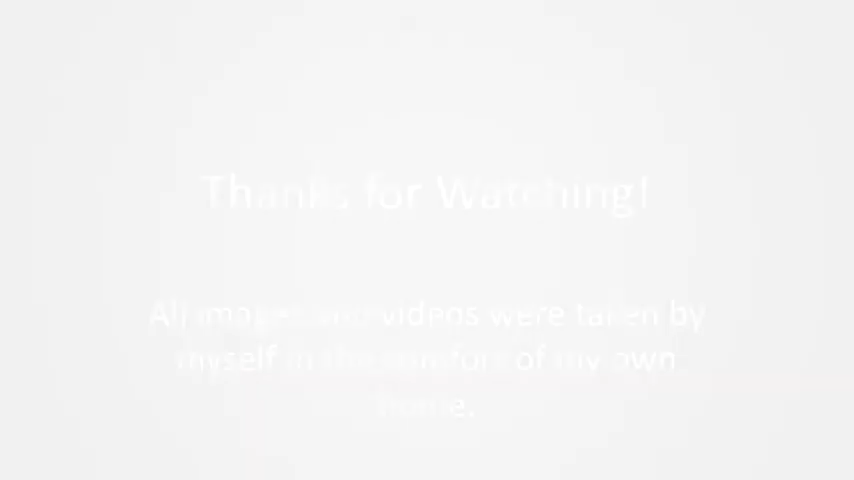 Thanks for Watching!
All images and videos were taken by
myself in the comfort of my own
home.